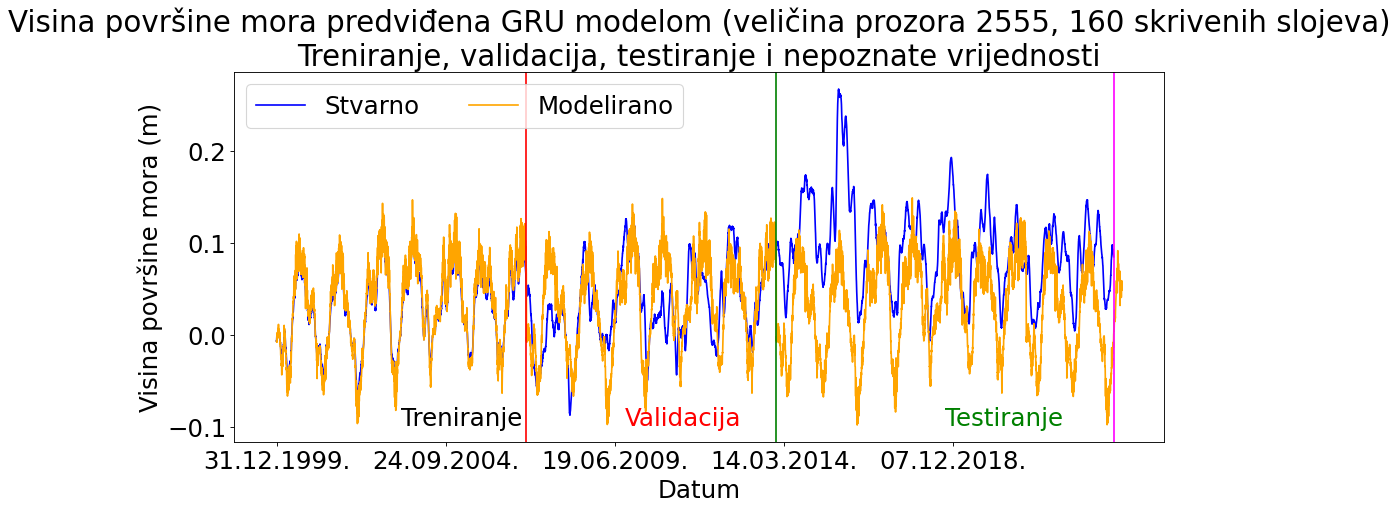 Visina površine mora predviđena GRU modelom (veličina prozora 2555, 160 skrivenih slojeva)
Treniranje, validacija, testiranje i nepoznate vrijednosti
Stvarno Modelirano
Visina površine mora (m)
0.2
0.1
0.0
−0.1
Treniranje Validacija Testiranje
31.12.1999. 24.09.2004. 19.06.2009. 14.03.2014. 07.12.2018.
Datum